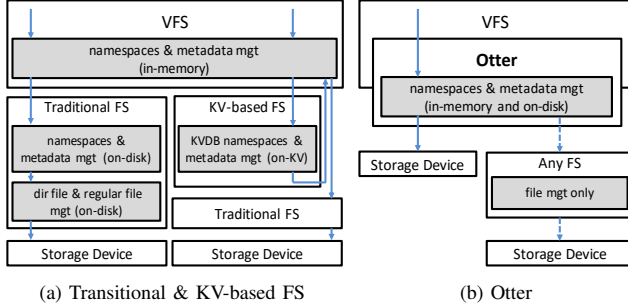 VFS
namespaces & metadata mgt
(in-memory)
Traditional FS
namespaces &
metadata mgt (on-disk)
dir file & regular file
mgt (on-disk)
Storage Device
KV-based FS
KVDB namespaces &
metadata mgt (on-KV)
Traditional FS
Storage Device
(a) Transitional & KV-based FS
VFS
Otter
namespaces & metadata mgt
(in-memory and on-disk)
Storage Device
Any FS
file mgt only
Storage Device
(b) Otter